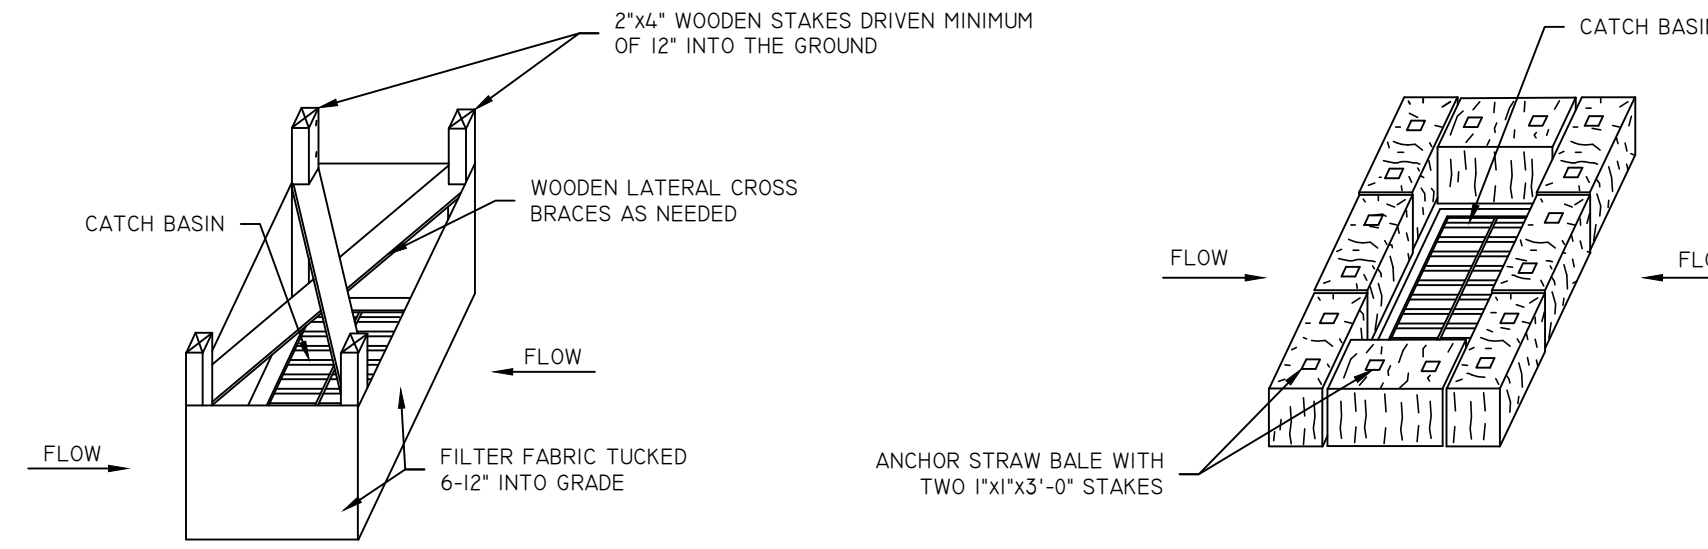 2"x4" WOODEN STAKES DRIVEN MINIMUM
OF 12" INTO THE GROUND
WOODEN LATERAL CROSS
BRACES AS NEEDED
CATCH BASIN
FLOW
FLOW
FILTER FABRIC TUCKED
6-12" INTO GRADE
CATCH
FLOW
ANCHOR STRAW BALE WITH
TWO 1"x1"x3'-0" STAKES